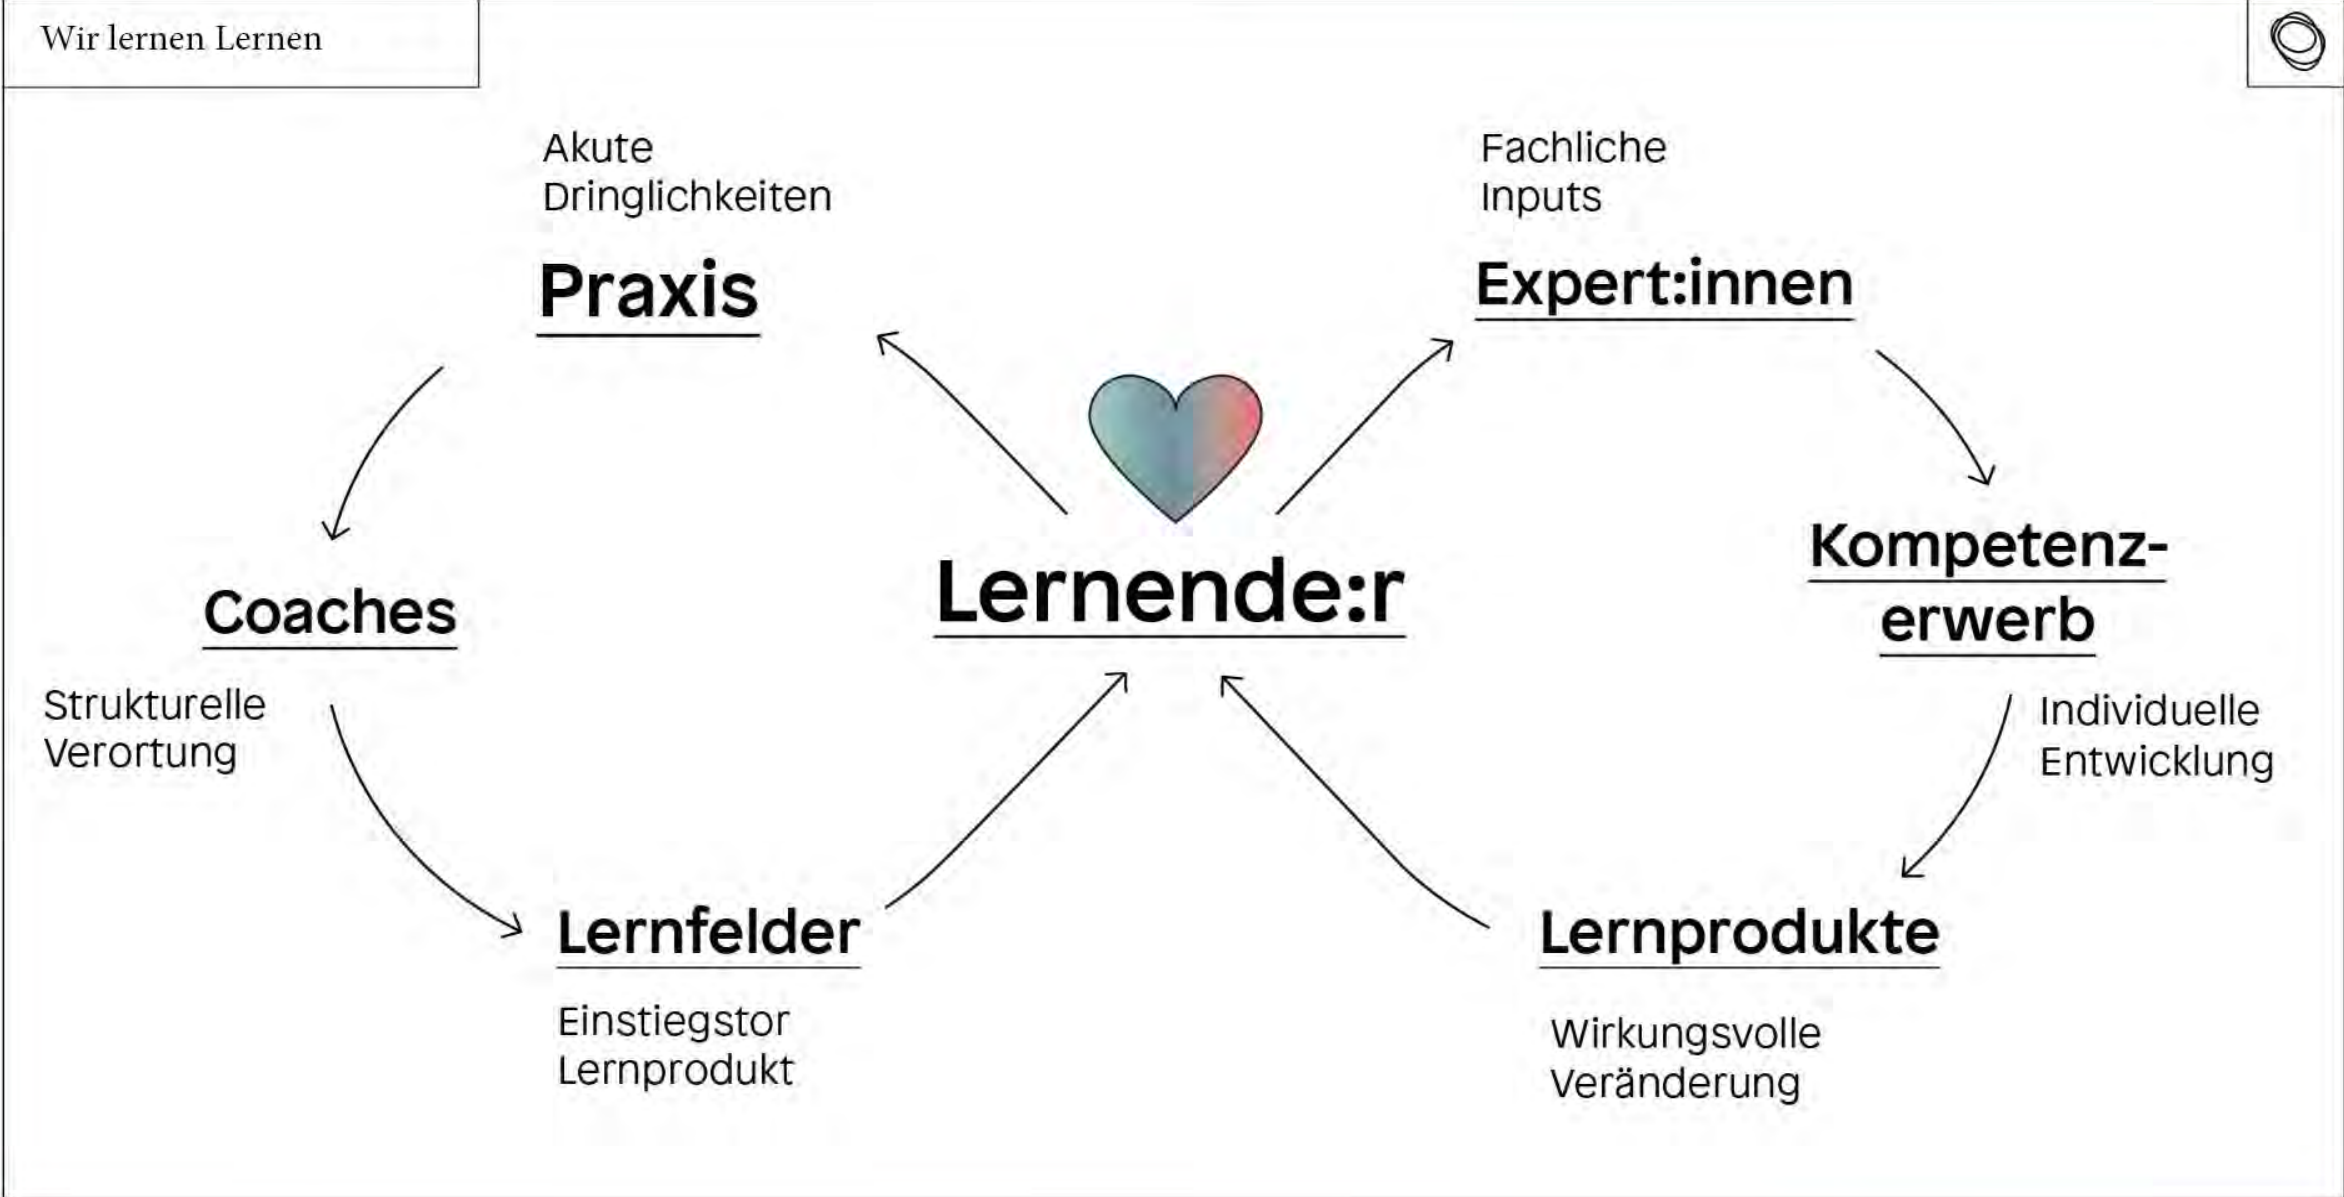 Wir lernen Lernen
Akute
Dringlichkeiten
Praxis
Fachliche
Inputs
Expert:innen
Lernende:r
Coaches
Strukturelle
Verortung
Kompetenz-
erwerb
Individuelle
Entwicklung
Lernfelder
Einstiegstor
Lernprodukt
Lernprodukte
Wirkungsvolle
Veränderung